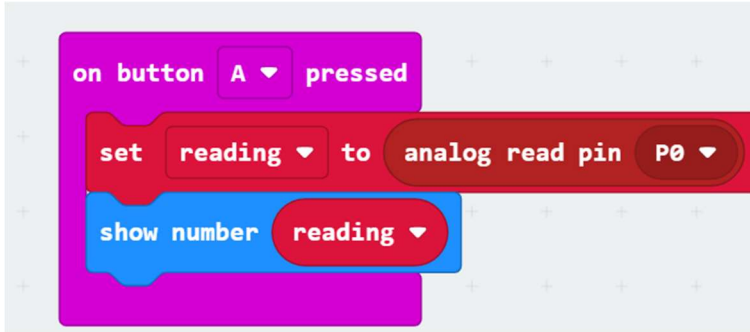 on button A pressed
set reading to analog read pin P0
show number reading